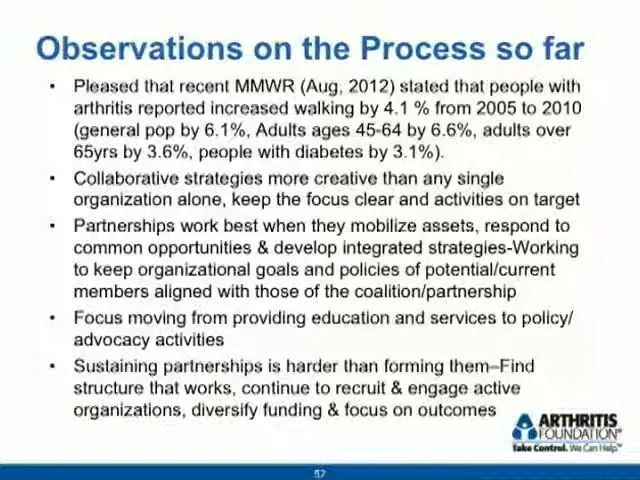 Observations on the Process so far
• Pleased that recent MMWR (Aug, 2012) stated that people with
arthritis reported increased walking by 4.1 % from 2005 to 2010
(general pop by 6.1%, Adults ages 45-64 by 6.6%, adults over
65yrs by 3.6%, people with diabetes by 3.1%).
• Collaborative strategies more creative than any single
organization alone, keep the focus clear and activities on target
• Partnerships work best when they mobilize assets, respond to
common opportunities & develop integrated strategies-Working
to keep organizational goals and policies of potential/current
members aligned with those of the coalition/partnership
• Focus moving from providing education and services to policy/
advocacy activities
• Sustaining partnerships is harder than forming them–Find
structure that works, continue to recruit & engage active
organizations, diversify funding & focus on outcomes
ARTHRITIS
FOUNDATION
Take Control. We Can Help™
52